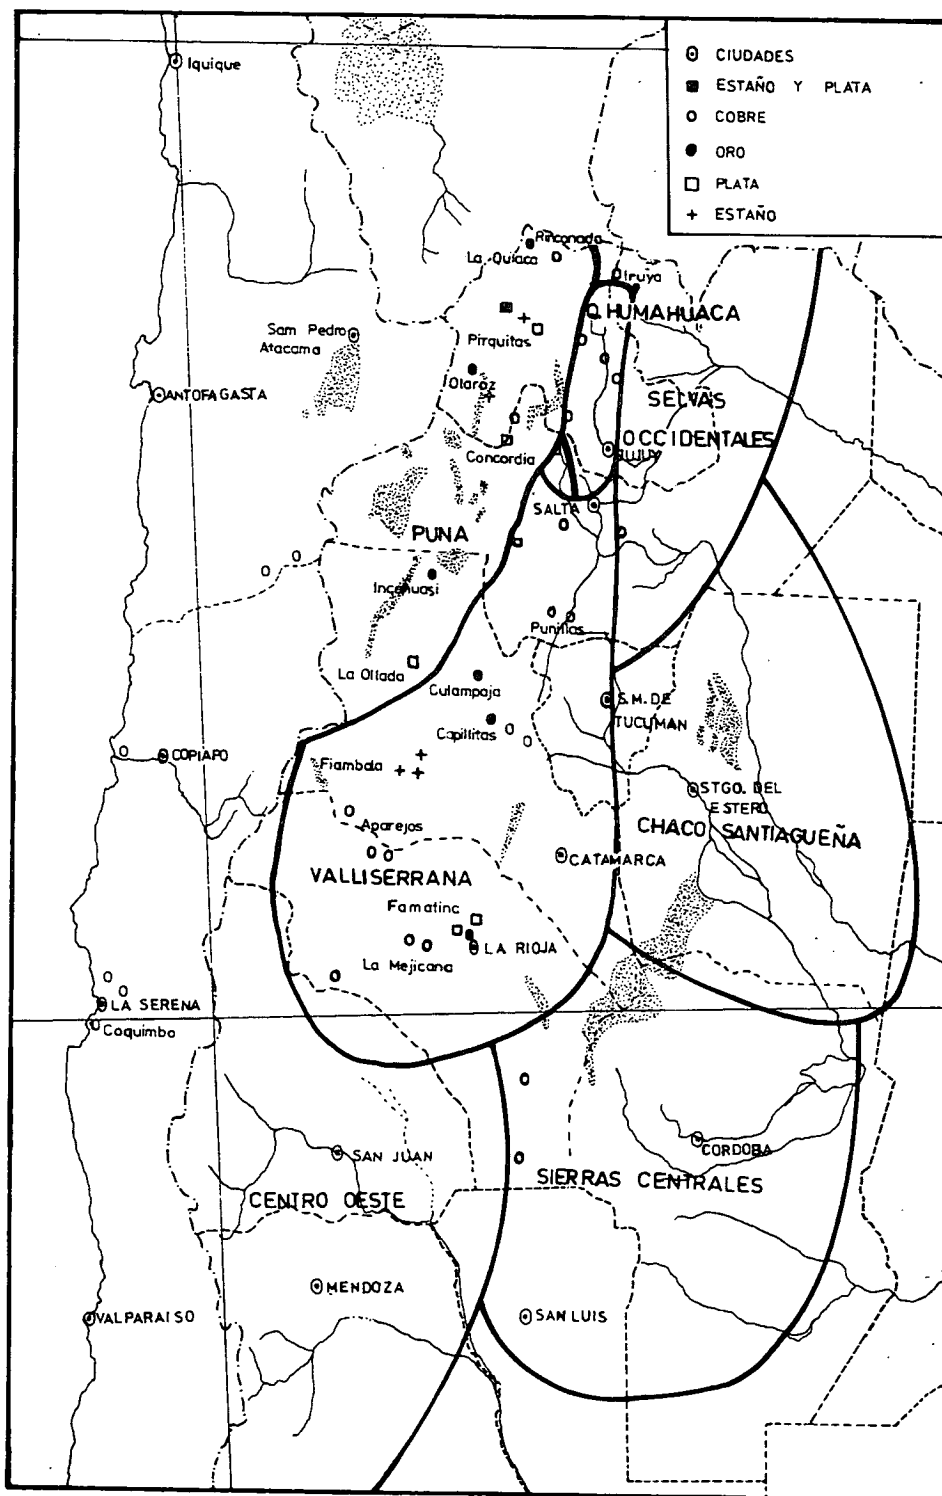 CIUDADES
ESTAÑO Y PLATA
COBRE
ORO
PLATA
ESTAÑO
Iquique
Rinconada
La Quiaca
Iruya
HUMAHUACA
Pirquitas
Sam Pedro
Atacama
Olaroz
ANTOFAGASTA
SELVAS
OCCIDENTALES
JUJUY
Concordia
SALTA
PUNA
Incahuasi
Punillas
La Ollada
Culampaja
S.M. DE
TUCUMAN
Capillitas
COPIAPO
Fiambala
STGO. DEL
ESTERO
Aparejos
CHACO SANTIAGUEÑA
CATAMARCA
VALLISERRANA
Famatina
LA RIOJA
La Mejicana
LA SERENA
Coquimbo
SAN JUAN
CORDOBA
SIERRAS CENTRALES
CENTRO OESTE
MENDOZA
VALPARAISO
SAN LUIS